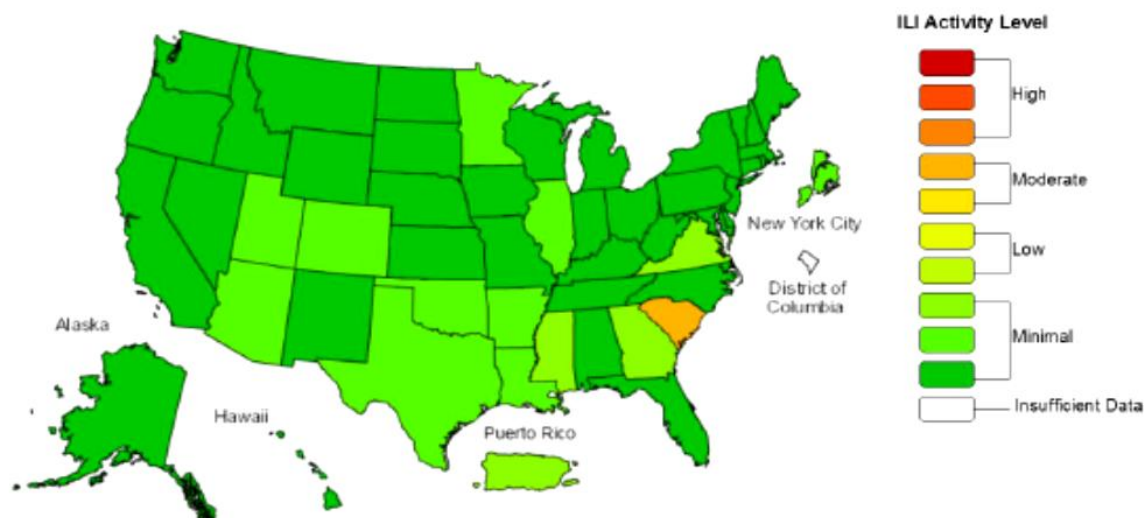 ILI Activity Level
High
Moderate
Low
Minimal
Insufficient Data
New York City
District of
Columbia
Alaska
Hawaii
Puerto Rico